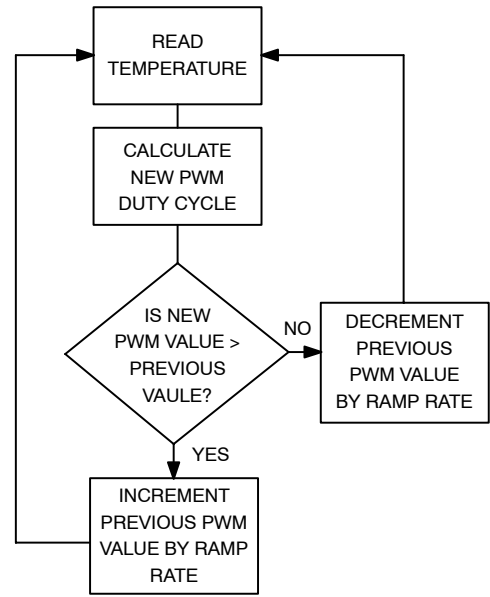 READ
TEMPERATURE
CALCULATE
NEW PWM
DUTY CYCLE
IS NEW
PWM VALUE >
PREVIOUS
VAULE?
NO
DECREMENT
PREVIOUS
PWM VALUE
BY RAMP RATE
YES
INCREMENT
PREVIOUS PWM
VALUE BY RAMP
RATE